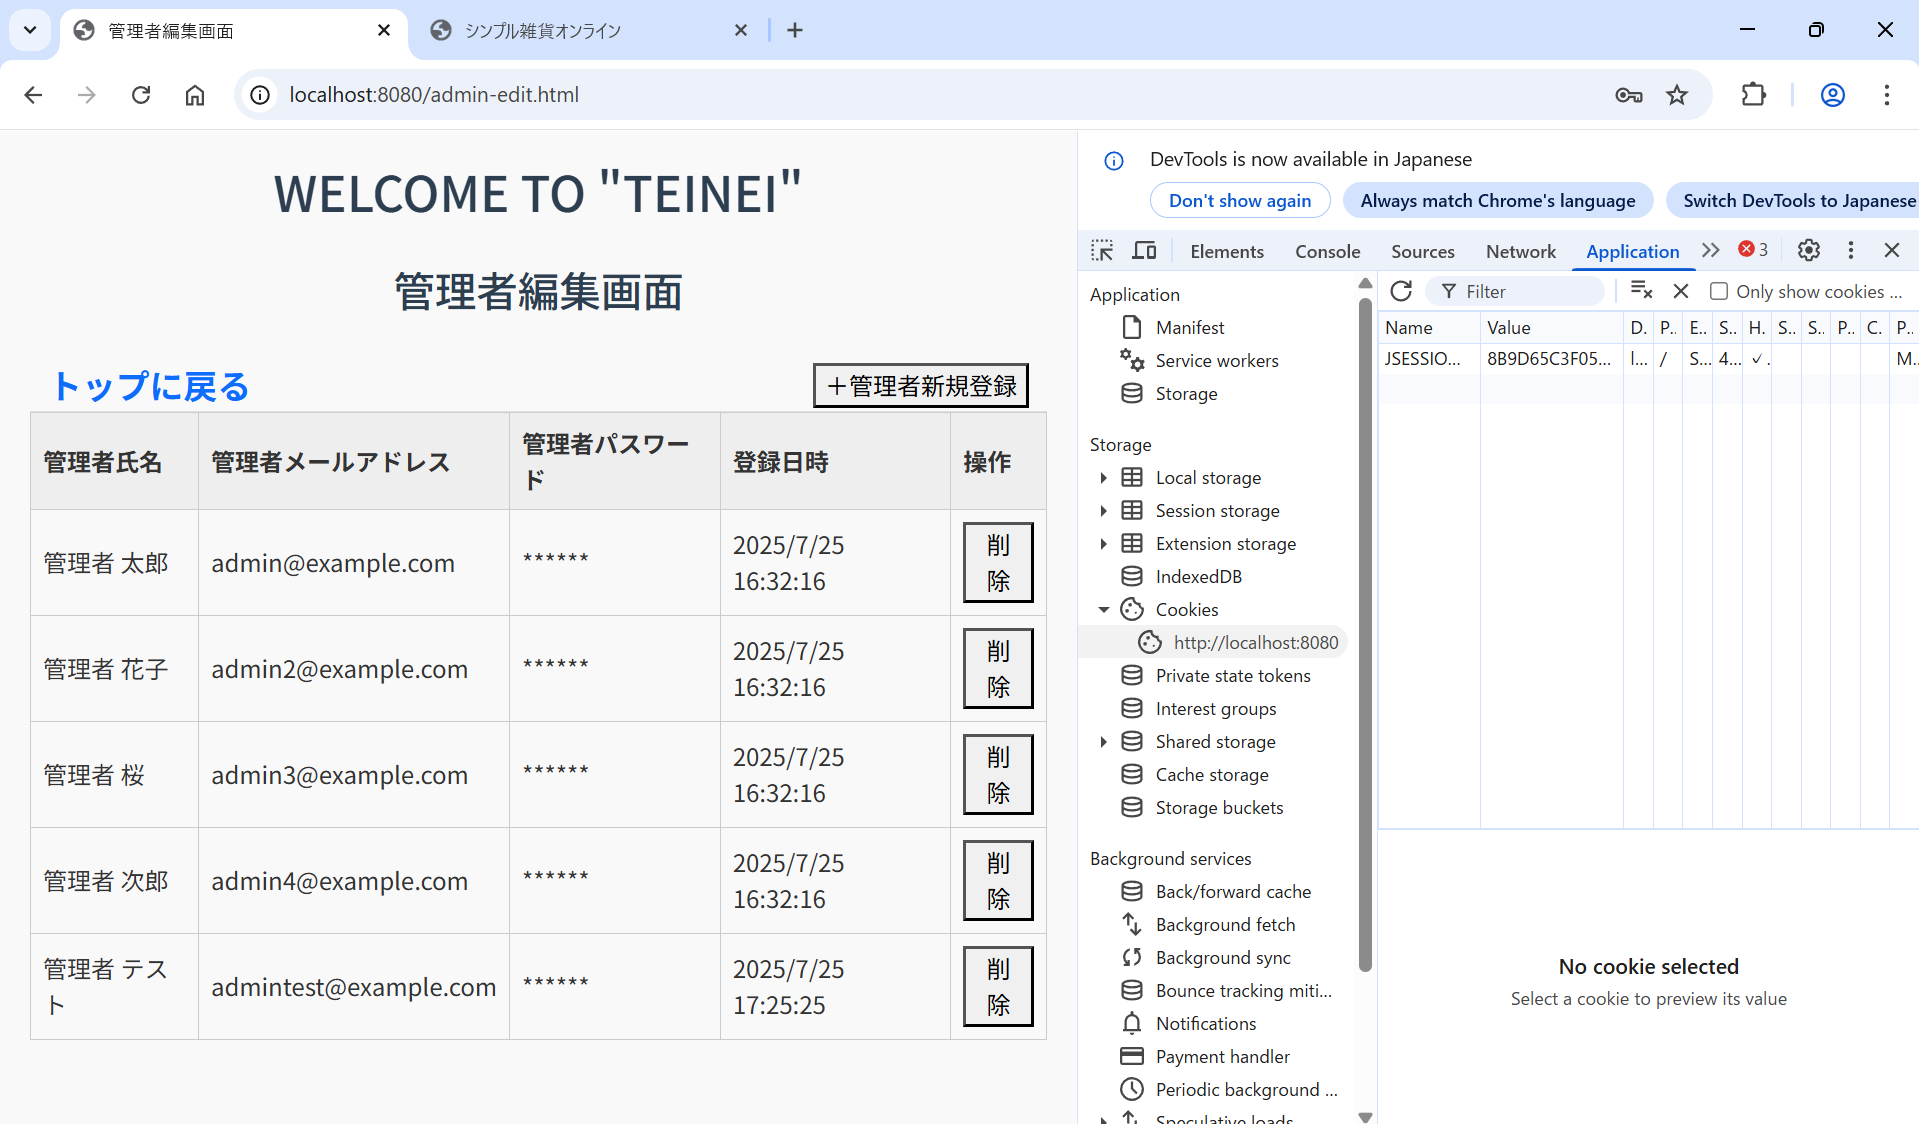 管理者編集画面
シンプル雑貨オンライン
localhost:8080/admin-edit.html
WELCOME TO "TEINEI"
管理者編集画面
トップに戻る
＋管理者新規登録
管理者氏名 管理者メールアドレス 管理者パスワー 登録日時 操作
ド
管理者 太郎 admin@example.com ****** 2025/7/25 削
16:32:16 除
管理者 花子 admin2@example.com ****** 2025/7/25 削
16:32:16 除
管理者 桜 admin3@example.com ****** 2025/7/25 削
16:32:16 除
管理者 次郎 admin4@example.com ****** 2025/7/25 削
16:32:16 除
管理者 テス admintest@example.com ****** 2025/7/25 削
ト 17:25:25 除
DevTools is now available in Japanese
Don't show again Always match Chrome's language Switch DevTools to Japanese
Elements Console Sources Network Application 3
Application
Manifest
Service workers
Storage
Storage
Local storage
Session storage
Extension storage
IndexedDB
Cookies
http://localhost:8080
Private state tokens
Interest groups
Shared storage
Cache storage
Storage buckets
Background services
Back/forward cache
Background fetch
Background sync
Bounce tracking miti...
Notifications
Payment handler
Periodic background ...
Speculative loads
Filter Only show cookies ...
Name Value D. P.. E.. S.. H. S.. S.. P.. C. P..
JSESSIO... 8B9D65C3F05... l... / S... 4... ✓. M...
No cookie selected
Select a cookie to preview its value